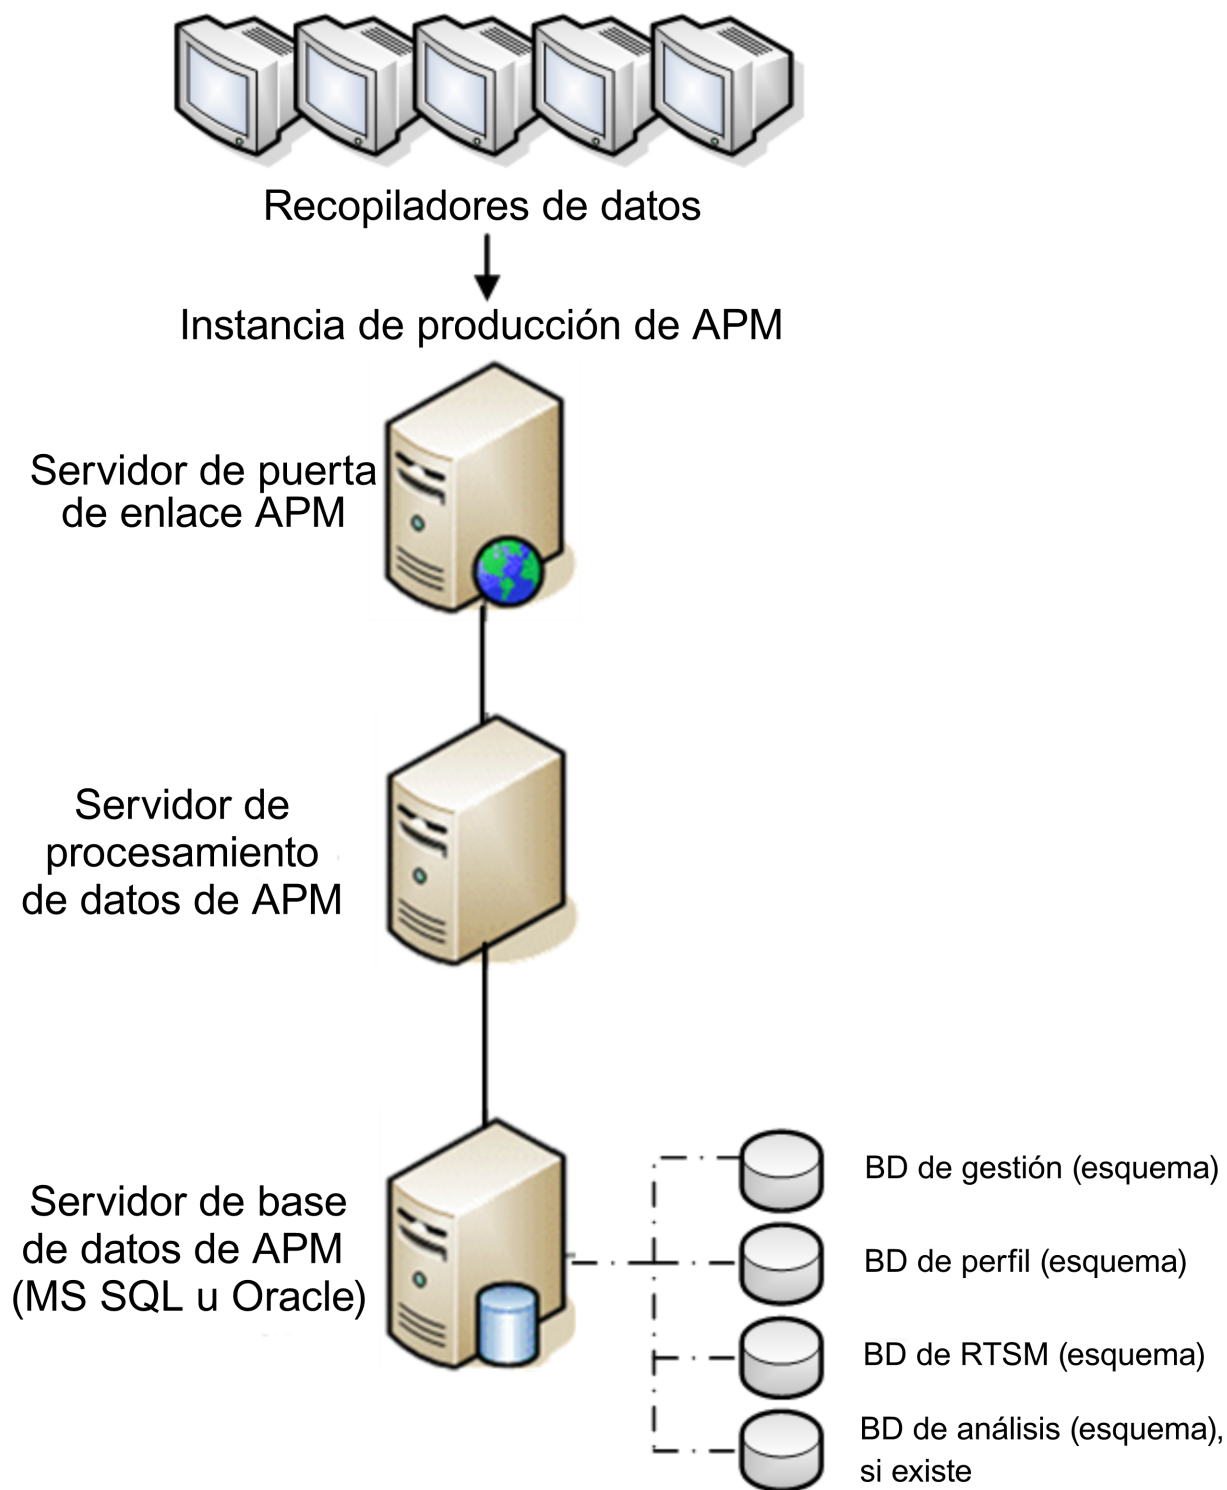 Recopiladores de datos
Instancia de producción de APM
Servidor de puerta
de enlace APM
Servidor de
procesamiento
de datos de APM
Servidor de base
de datos de APM
(MS SQL u Oracle)
BD de gestión (esquema)
BD de perfil (esquema)
BD de RTSM (esquema)
BD de análisis (esquema),
si existe